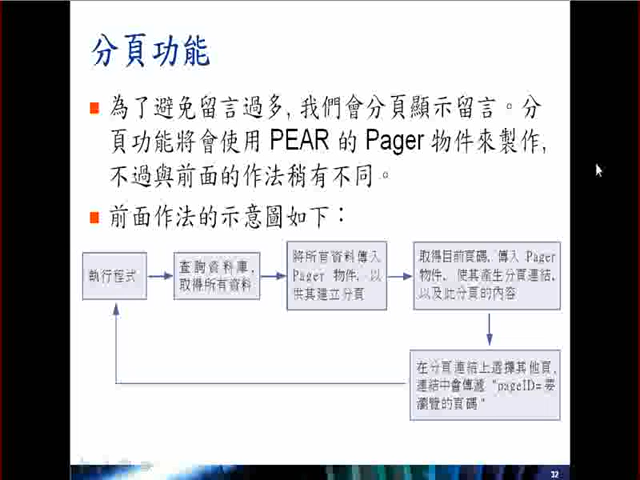 分頁功能
為了避免留言過多, 我們會分頁顯示留言。分
頁功能將會使用 PEAR 的 Pager 物件來製作,
不過與前面的作法稍有不同。
前面作法的示意圖如下：
執行程式
查詢資料庫,
取得所有資料
將所有資料傳入
Pager 物件、以
供其建立分頁
取得目前頁碼、傳入 Pager
物件、使其產生分頁連結、
以及此分頁的內容
在分頁連結上選擇其他頁,
連結中會傳遞 "pageID=要
瀏覽的頁碼"
32